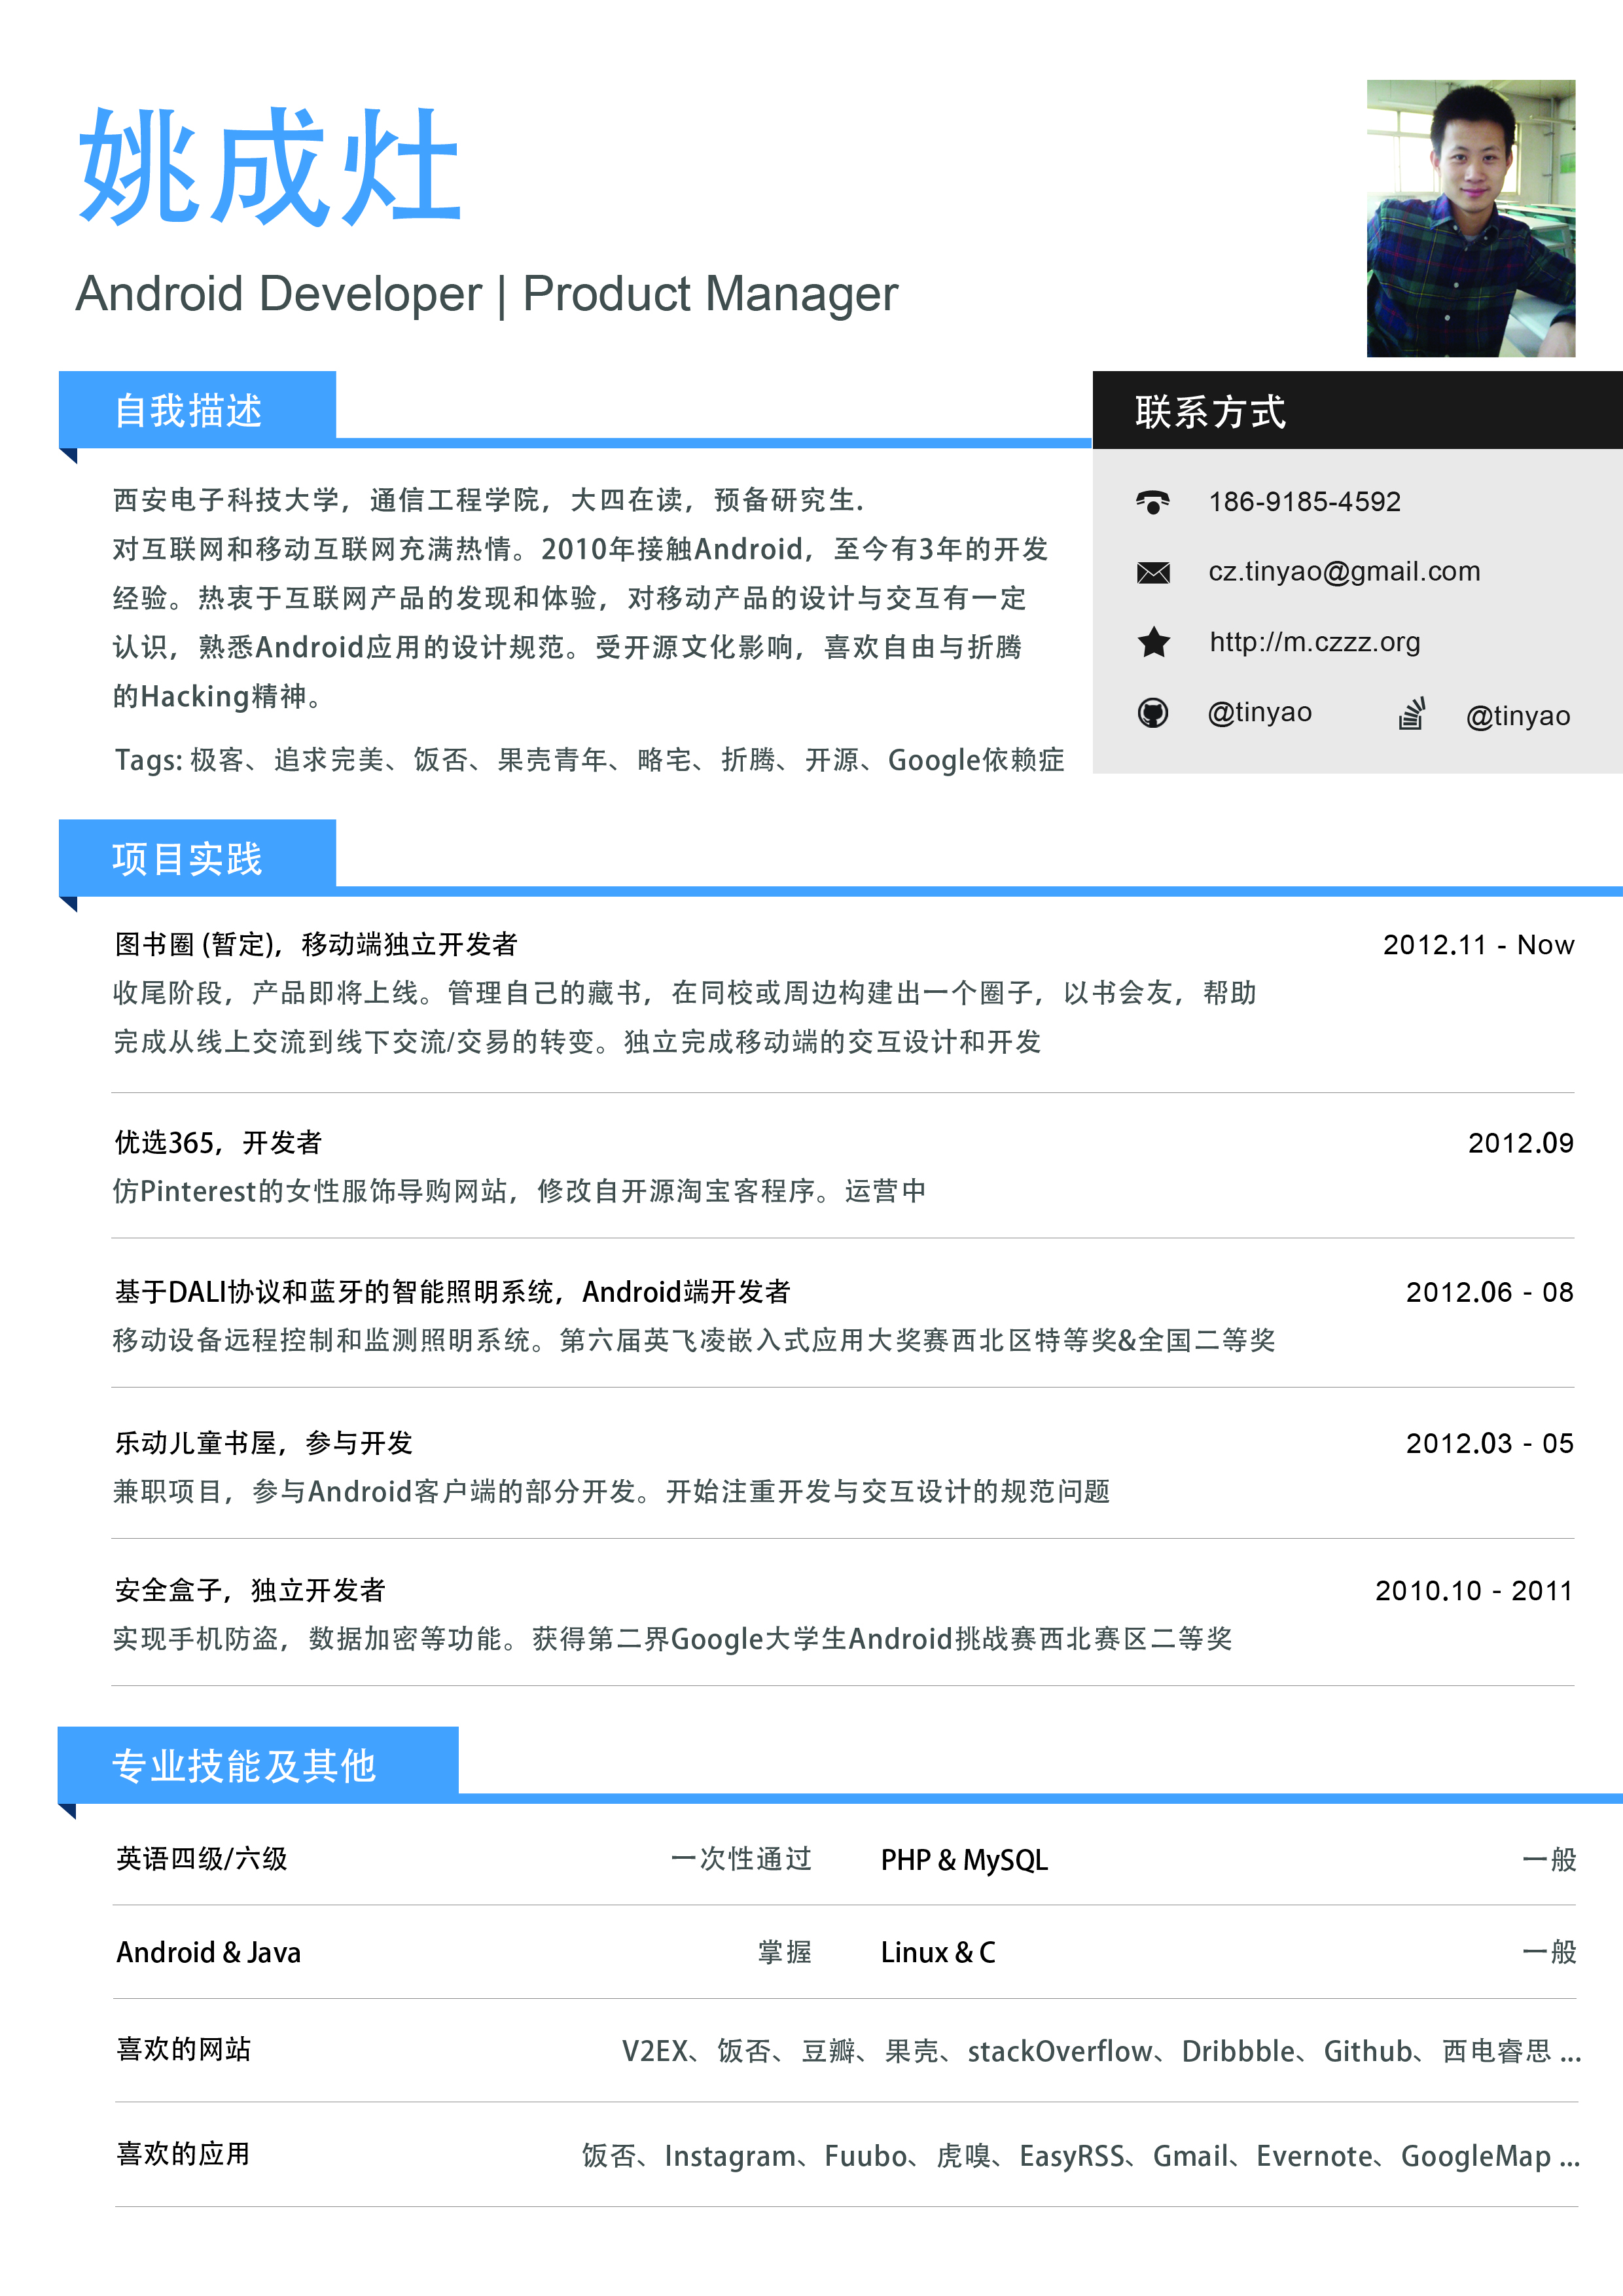 姚成灶
Android Developer | Product Manager
自我描述
西安电子科技大学，通信工程学院，大四在读，预备研究生.
对互联网和移动互联网充满热情。2010年接触Android，至今有3年的开发
经验。热衷于互联网产品的发现和体验，对移动产品的设计与交互有一定
认识，熟悉Android应用的设计规范。受开源文化影响，喜欢自由与折腾
的Hacking精神。
Tags: 极客、追求完美、饭否、果壳青年、略宅、折腾、开源、Google依赖症
联系方式
186-9185-4592
cz.tinyao@gmail.com
http://m.czzz.org
@tinyao @tinyao
项目实践
图书圈 (暂定)，移动端独立开发者 2012.11 - Now
收尾阶段，产品即将上线。管理自己的藏书，在同校或周边构建出一个圈子，以书会友，帮助
完成从线上交流到线下交流/交易的转变。独立完成移动端的交互设计和开发
优选365，开发者 2012.09
仿Pinterest的女性服饰导购网站，修改自开源淘宝客程序。运营中
基于DALI协议和蓝牙的智能照明系统，Android端开发者 2012.06 - 08
移动设备远程控制和监测照明系统。第六届英飞凌嵌入式应用大奖赛西北区特等奖&全国二等奖
乐动儿童书屋，参与开发 2012.03 - 05
兼职项目，参与Android客户端的部分开发。开始注重开发与交互设计的规范问题
安全盒子，独立开发者 2010.10 - 2011
实现手机防盗，数据加密等功能。获得第二界Google大学生Android挑战赛西北赛区二等奖
专业技能及其他
英语四级/六级 一次性通过 PHP & MySQL 一般
Android & Java 掌握 Linux & C 一般
喜欢的网站 V2EX、饭否、豆瓣、果壳、stackOverflow、Dribbble、Github、西电睿思 ...
喜欢的应用 饭否、Instagram、Fuubo、虎嗅、EasyRSS、Gmail、Evernote、GoogleMap ...